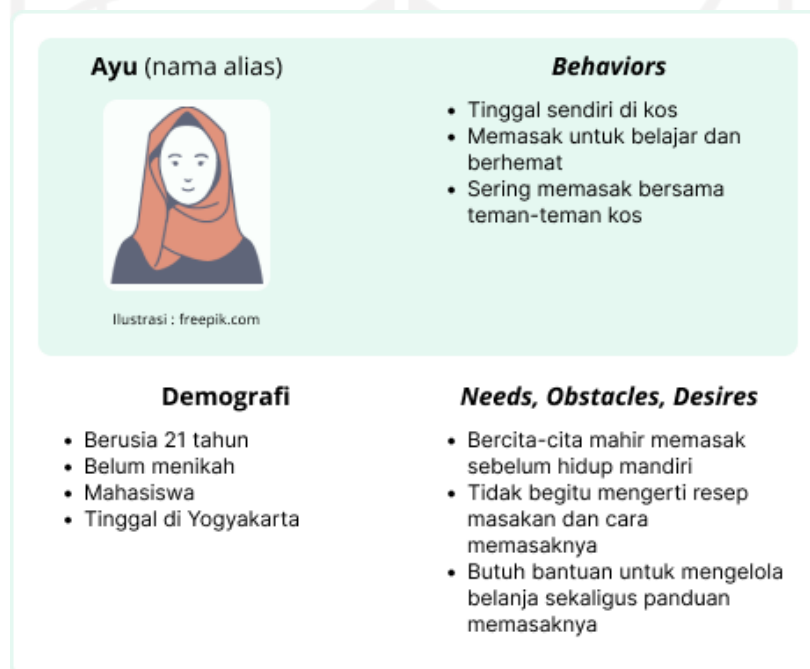 Ayu (nama alias)
Ilustrasi : freepik.com
Behaviors
• Tinggal sendiri di kos
• Memasak untuk belajar dan
berhemat
• Sering memasak bersama
teman-teman kos
Demografi
• Berusia 21 tahun
• Belum menikah
• Mahasiswa
• Tinggal di Yogyakarta
Needs, Obstacles, Desires
• Bercita-cita mahir memasak
sebelum hidup mandiri
• Tidak begitu mengerti resep
masakan dan cara
memasaknya
• Butuh bantuan untuk mengelola
belanja sekaligus panduan
memasaknya